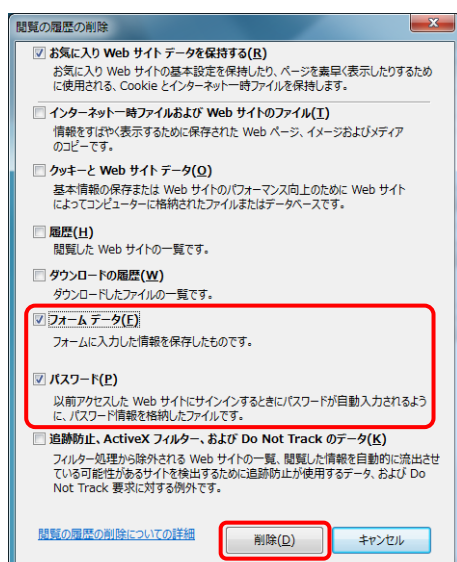 閲覧の履歴の削除
お気に入り Web サイト データを保持する(R)
お気に入り Web サイトの基本設定を保持したり、ページを素早く表示したりするため
に使用される、Cookie とインターネット一時ファイルを保持します。
インターネット一時ファイルおよび Web サイトのファイル(T)
情報をすばやく表示するために保存された Web ページ、イメージおよびメディア
のコピーです。
クッキーと Web サイト データ(O)
基本情報の保存または Web サイトのパフォーマンス向上のために Web サイト
によってコンピューターに格納されたファイルまたはデータベースです。
履歴(H)
閲覧した Web サイトの一覧です。
ダウンロードの履歴(W)
ダウンロードしたファイルの一覧です。
フォーム データ(F)
フォームに入力した情報を保存したものです。
パスワード(P)
以前アクセスした Web サイトにサインインするときにパスワードが自動入力されるよう
に、パスワード情報を格納したファイルです。
追跡防止、ActiveX フィルター、および Do Not Track のデータ(K)
フィルター処理から除外される Web サイトの一覧、閲覧した情報を自動的に流出させ
ている可能性があるサイトを検出するために追跡防止が使用するデータ、および Do
Not Track 要求に対する例外です。
閲覧の履歴の削除についての詳細
削除(D)
キャンセル